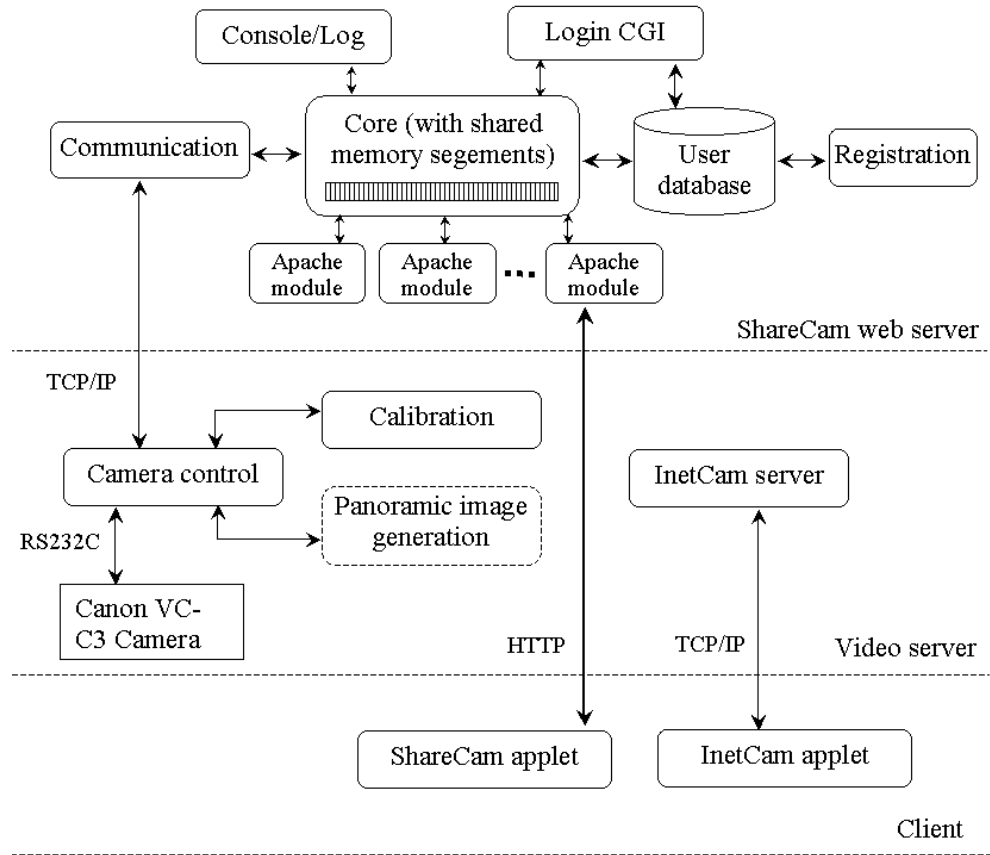 Console/Log
Login CGI
Communication
Core (with shared
memory segements)
User
database
Registration
Apache
module
Apache
module
...
Apache
module
ShareCam web server
TCP/IP
Calibration
Camera control
InetCam server
Panoramic image
generation
RS232C
Canon VC-
C3 Camera
HTTP
TCP/IP
Video server
ShareCam applet
InetCam applet
Client